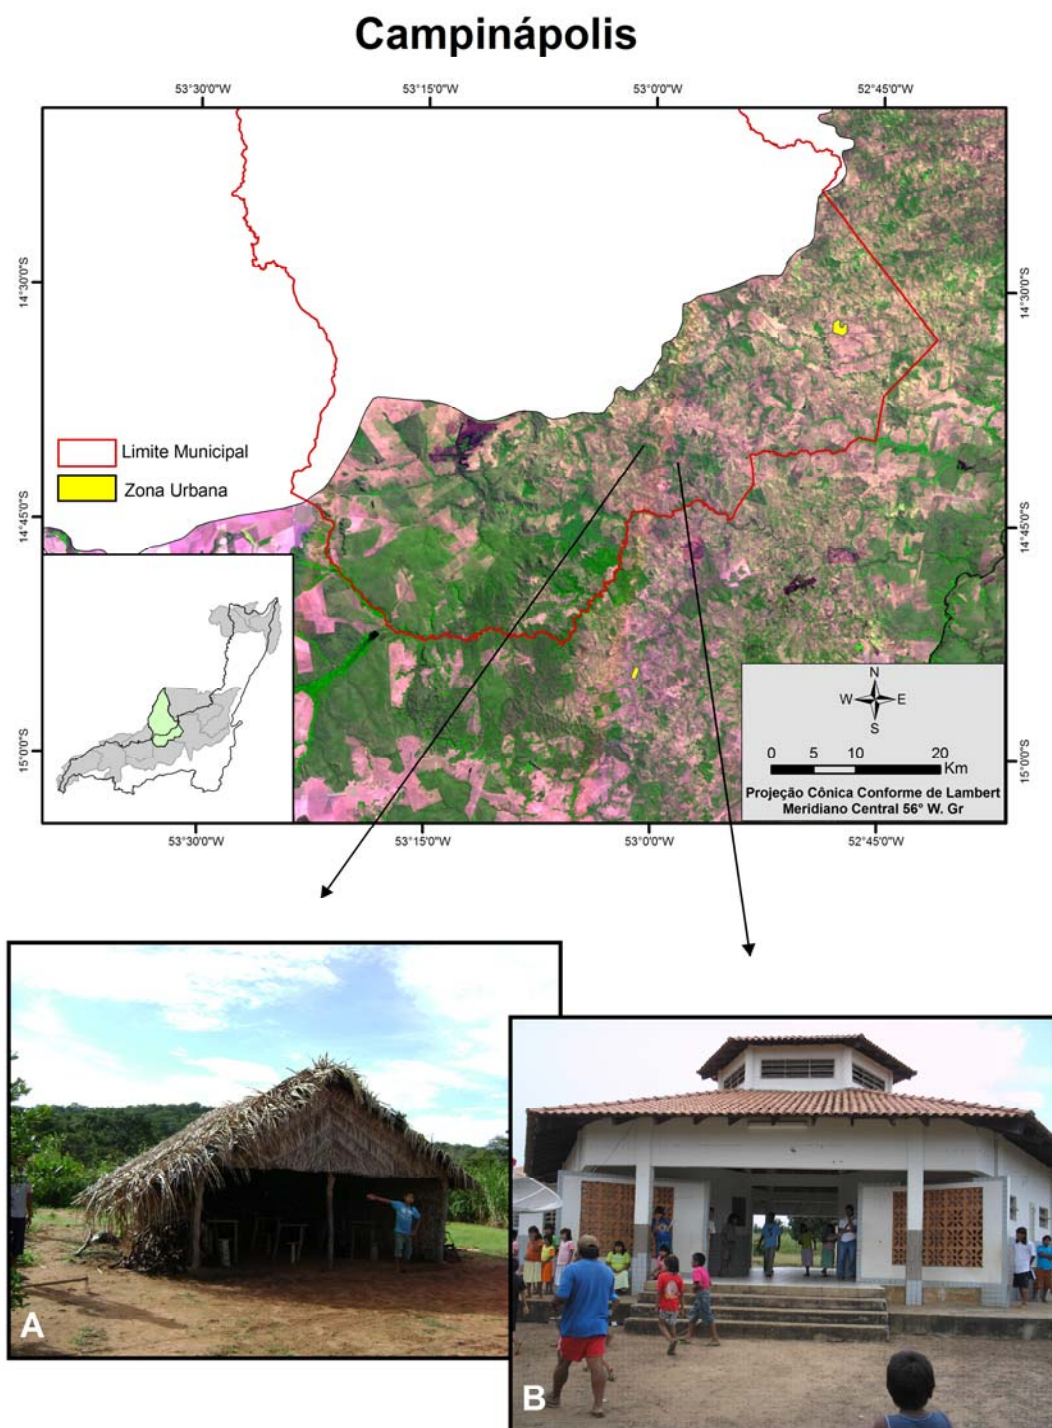 Campinápolis
53°30'0"W
53°15'0"W
53°0'0"W
52°45'0"W
14°30'0"S
14°30'0"S
Limite Municipal
Zona Urbana
14°45'0"S
14°45'0"S
N
W
E
S
0
5
10
20
Km
Projeção Cônica Conforme de Lambert
Meridiano Central 56° W. Gr
15°0'0"S
15°0'0"S
53°30'0"W
53°15'0"W
53°0'0"W
52°45'0"W
A
B